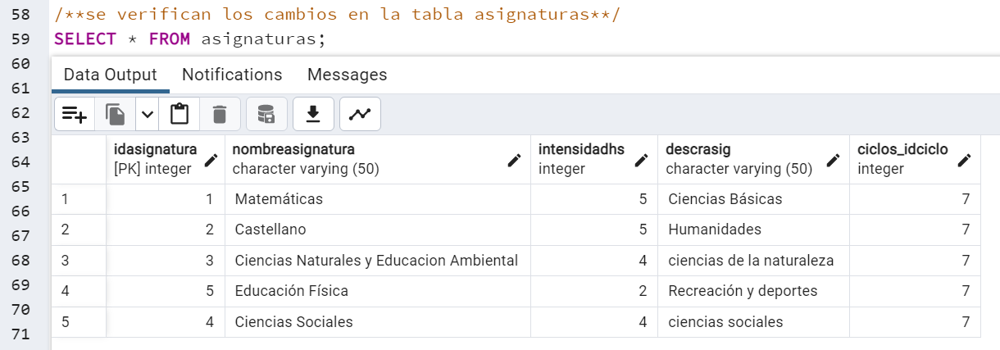 58 /**se verifican los cambios en la tabla asignaturas**/
59 SELECT * FROM asignaturas;
60
61
62
63
64
65
66
67
68
69
70
71
Data Output Notifications Messages
idasignatura nombreasignatura intensidadhs descrasig ciclos_idciclo
[PK] integer character varying (50) integer character varying (50) integer
1 1 Matemáticas 5 Ciencias Básicas 7
2 2 Castellano 5 Humanidades 7
3 3 Ciencias Naturales y Educacion Ambiental 4 ciencias de la naturaleza 7
4 5 Educación Física 2 Recreación y deportes 7
5 4 Ciencias Sociales 4 ciencias sociales 7